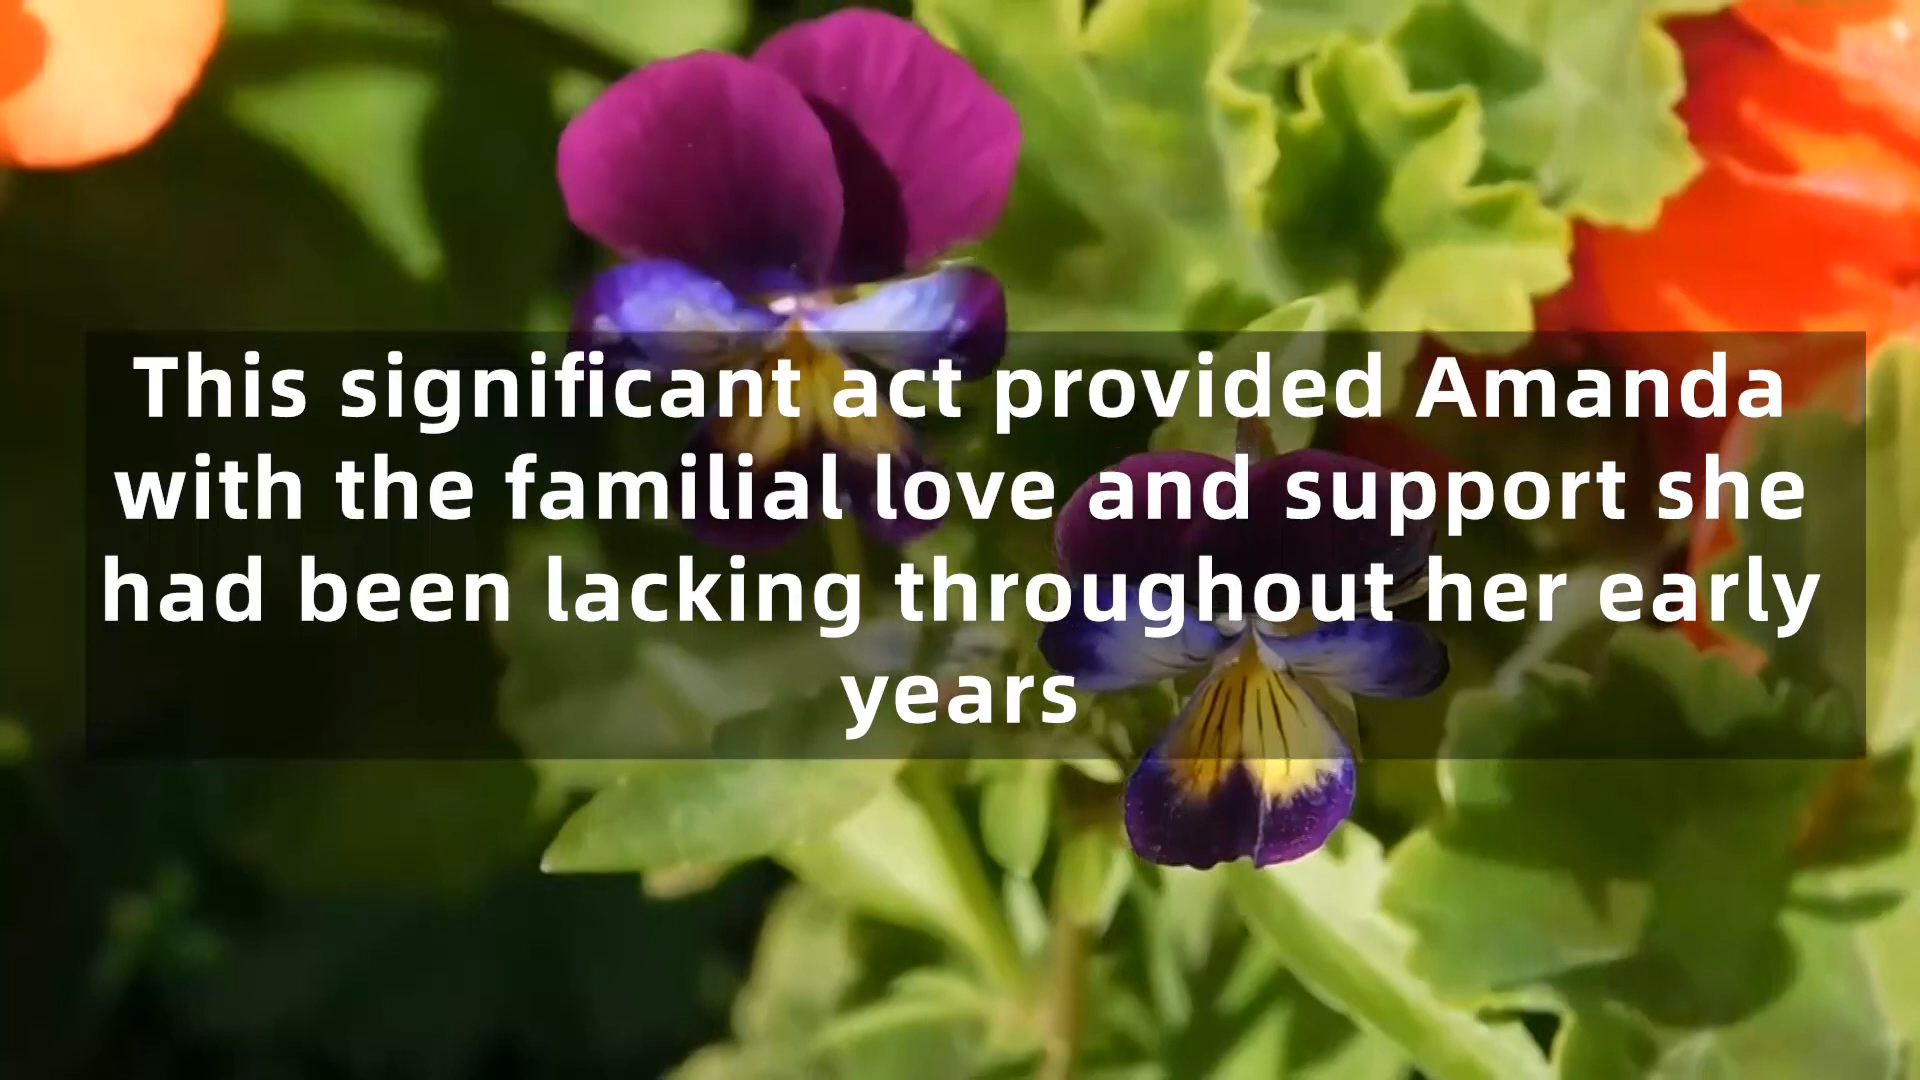 This significant act provided Amanda
with the familial love and support she
had been lacking throughout her early
years